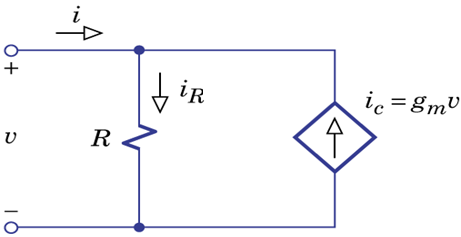 i
+
i_R
i_c = g_m v
v
R
−